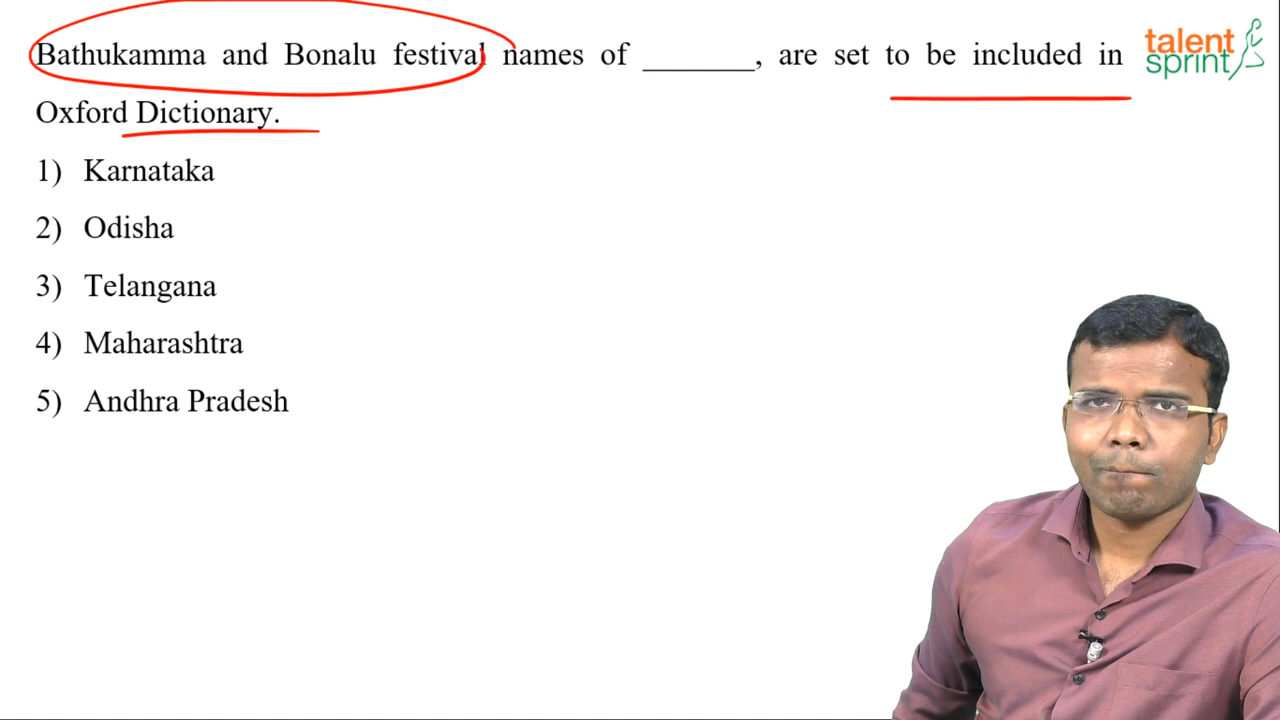 Bathukamma and Bonalu festival names of _______, are set to be included in
Oxford Dictionary.
1) Karnataka
2) Odisha
3) Telangana
4) Maharashtra
5) Andhra Pradesh
talent
sprint